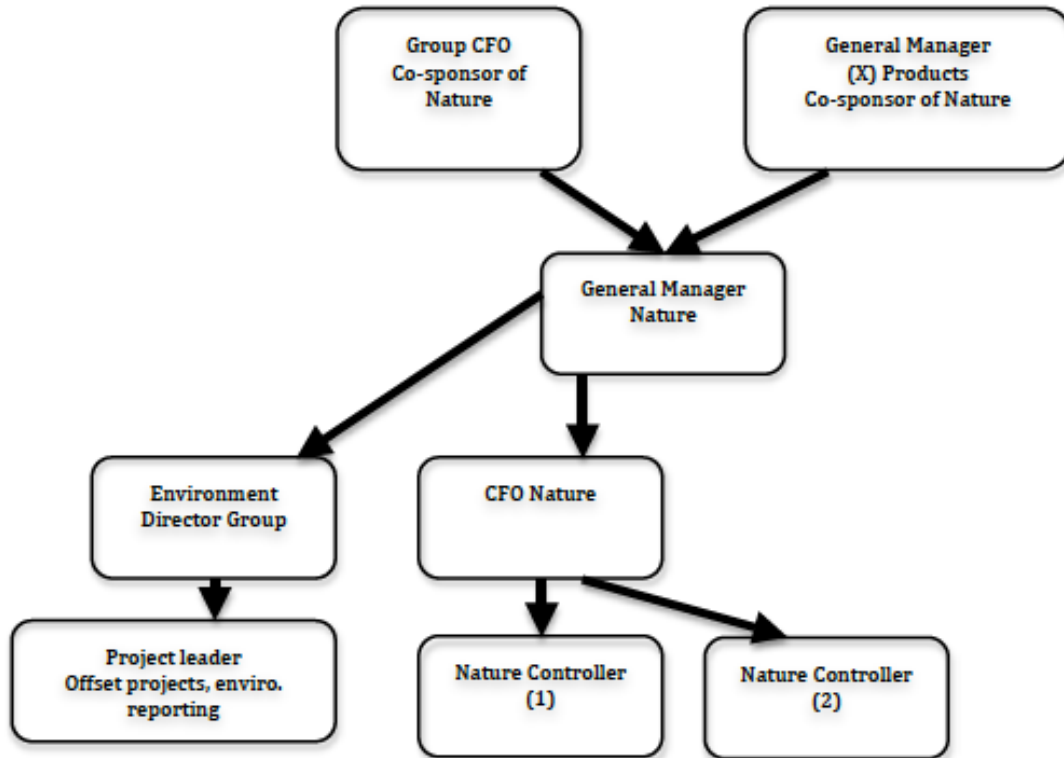 Group CFO
Co-sponsor of
Nature
General Manager
(X) Products
Co-sponsor of Nature
General Manager
Nature
Environment
Director Group
CFO Nature
Project leader
Offset projects, enviro.
reporting
Nature Controller
(1)
Nature Controller
(2)